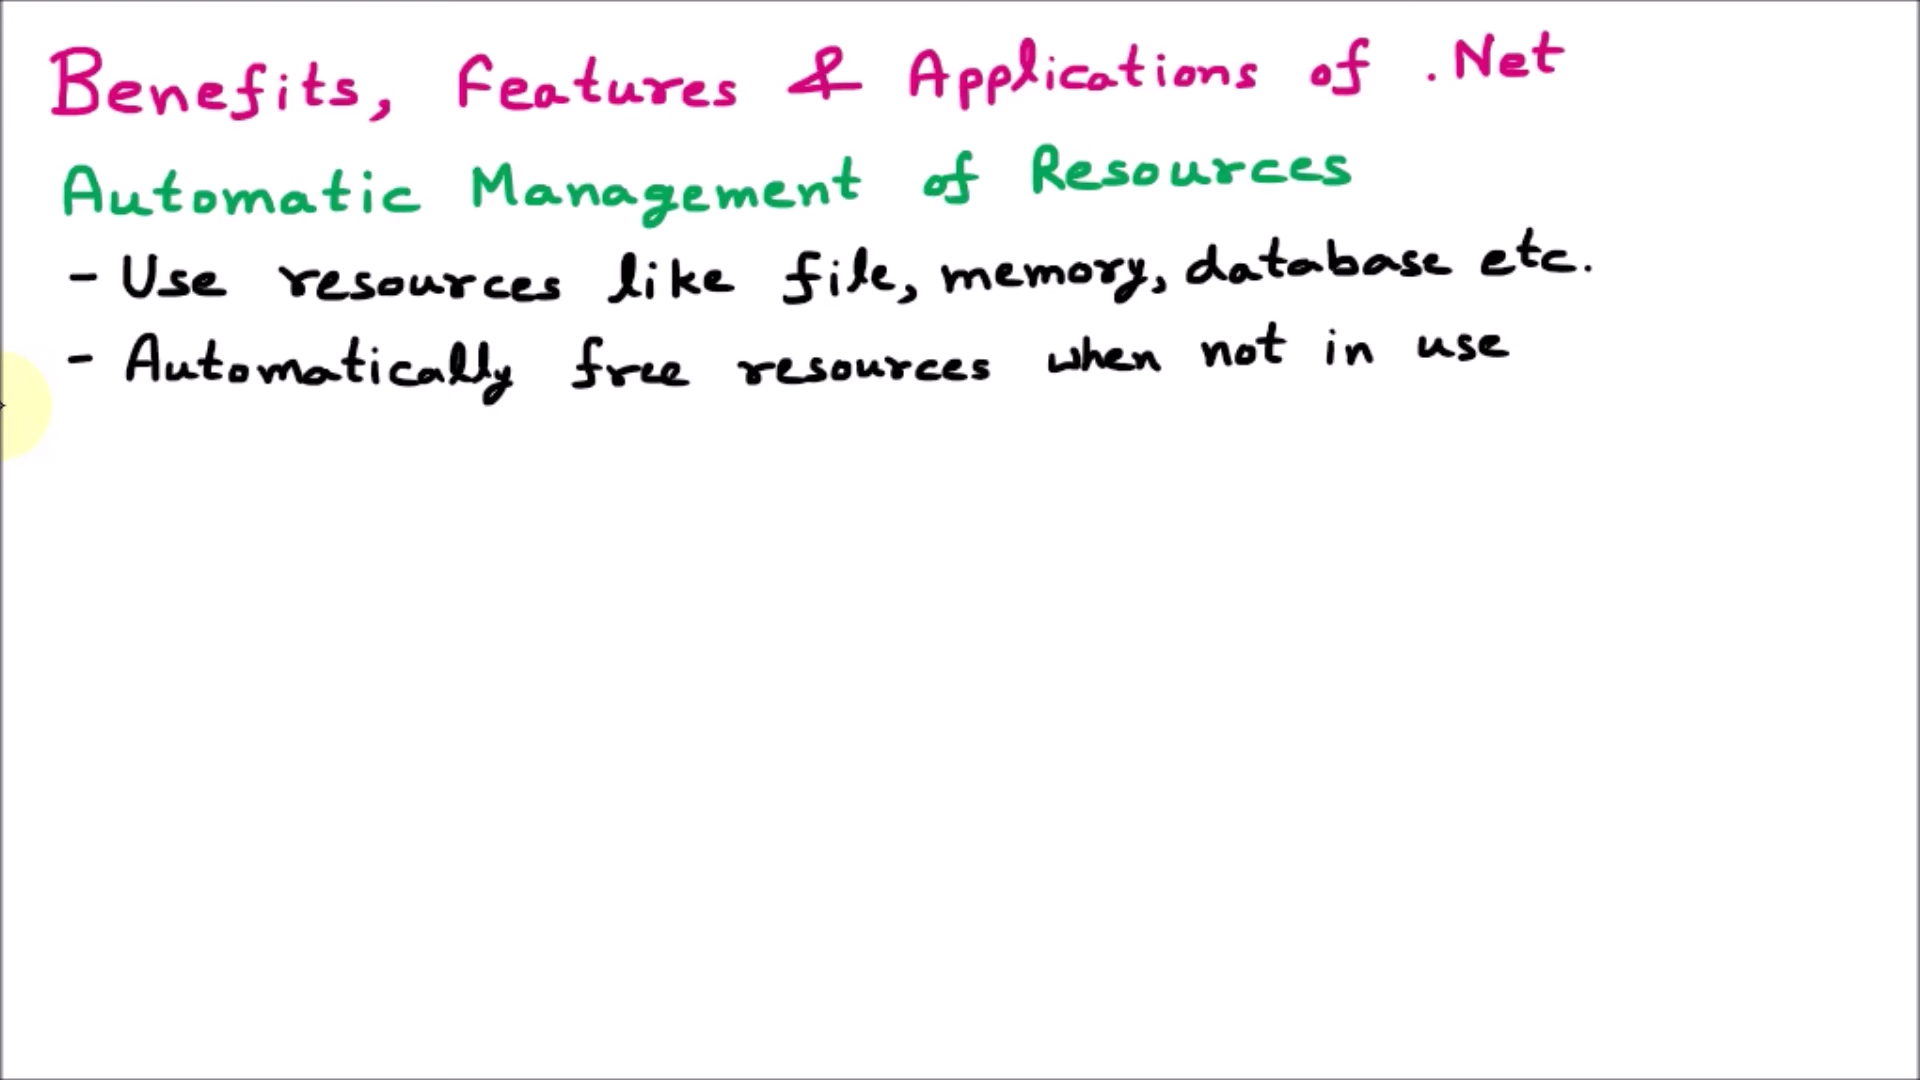 Benefits, Features & Applications of .Net
Automatic Management of Resources
- Use resources like file, memory, database etc.
- Automatically free resources when not in use